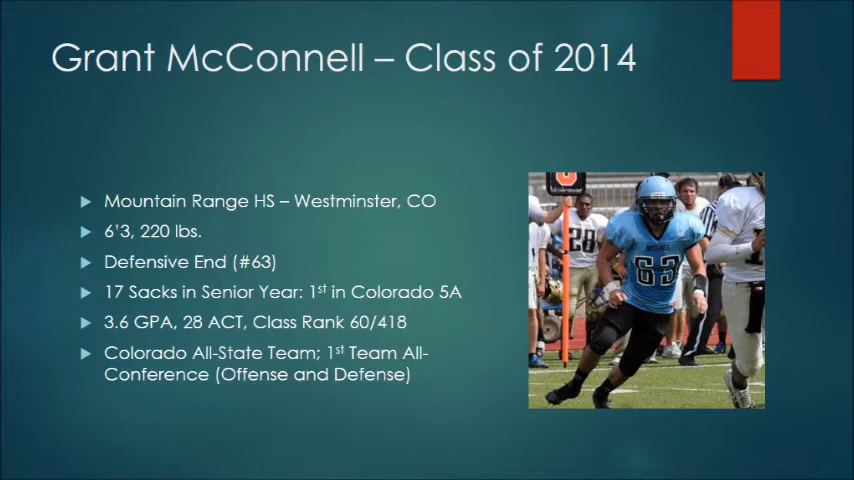 Grant McConnell – Class of 2014
Mountain Range HS – Westminster, CO
6'3, 220 lbs.
Defensive End (#63)
17 Sacks in Senior Year: 1st in Colorado 5A
3.6 GPA, 28 ACT, Class Rank 60/418
Colorado All-State Team; 1st Team All-
Conference (Offense and Defense)
28
63